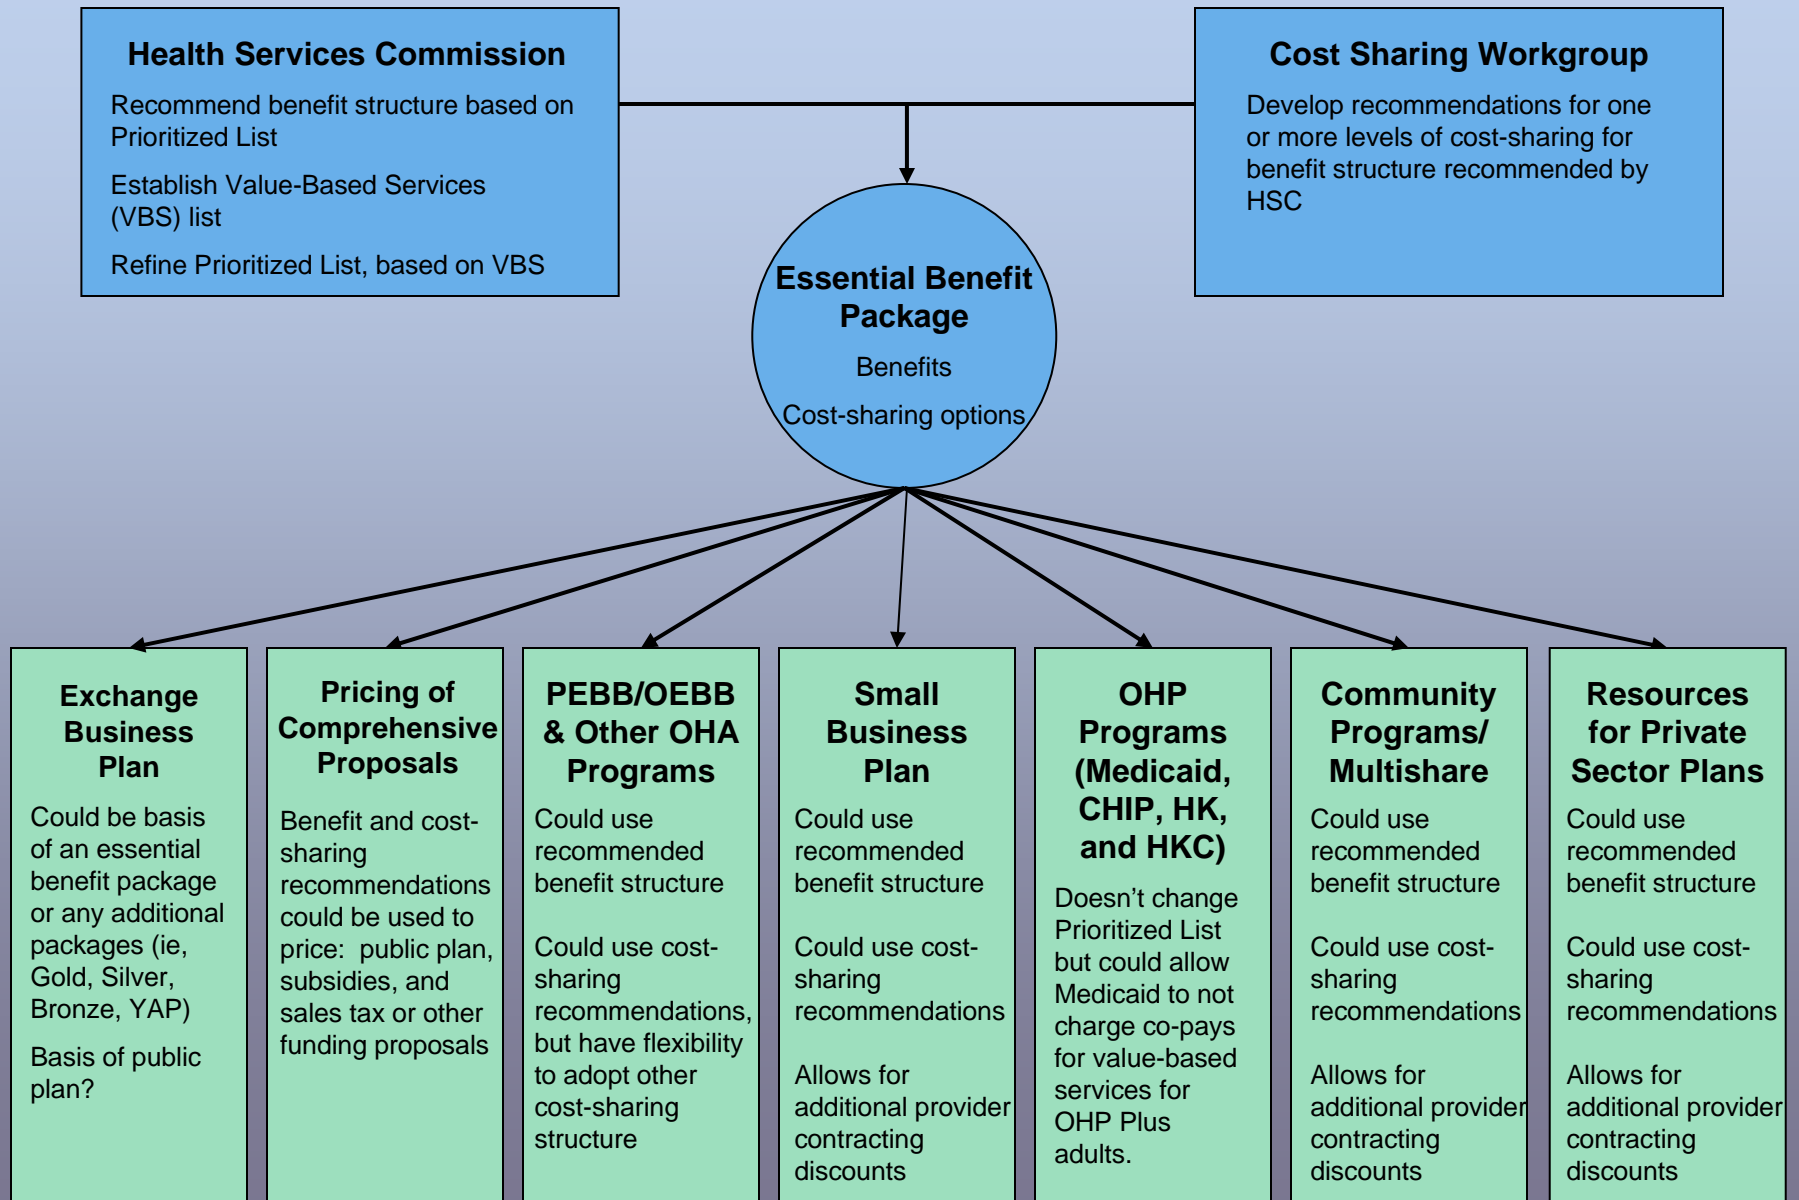 Health Services Commission
Recommend benefit structure based on
Prioritized List
Establish Value-Based Services
(VBS) list
Refine Prioritized List, based on VBS
Cost Sharing Workgroup
Develop recommendations for one
or more levels of cost-sharing for
benefit structure recommended by
HSC
Essential Benefit
Package
Benefits
Cost-sharing options
Exchange
Business
Plan
Could be basis
of an essential
benefit package
or any additional
packages (ie,
Gold, Silver,
Bronze, YAP)
Basis of public
plan?
Pricing of
Comprehensive
Proposals
Benefit and cost-
sharing
recommendations
could be used to
price:  public plan,
subsidies, and
sales tax or other
funding proposals
PEBB/OEBB
& Other OHA
Programs
Could use
recommended
benefit structure
Could use cost-
sharing
recommendations,
but have flexibility
to adopt other
cost-sharing
structure
Small
Business
Plan
Could use
recommended
benefit structure
Could use cost-
sharing
recommendations
Allows for
additional provider
contracting
discounts
OHP
Programs
(Medicaid,
CHIP, HK,
and HKC)
Doesn’t change
Prioritized List
but could allow
Medicaid to not
charge co-pays
for value-based
services for
OHP Plus
adults.
Community
Programs/
Multishare
Could use
recommended
benefit structure
Could use cost-
sharing
recommendations
Allows for
additional provider
contracting
discounts
Resources
for Private
Sector Plans
Could use
recommended
benefit structure
Could use cost-
sharing
recommendations
Allows for
additional provider
contracting
discounts